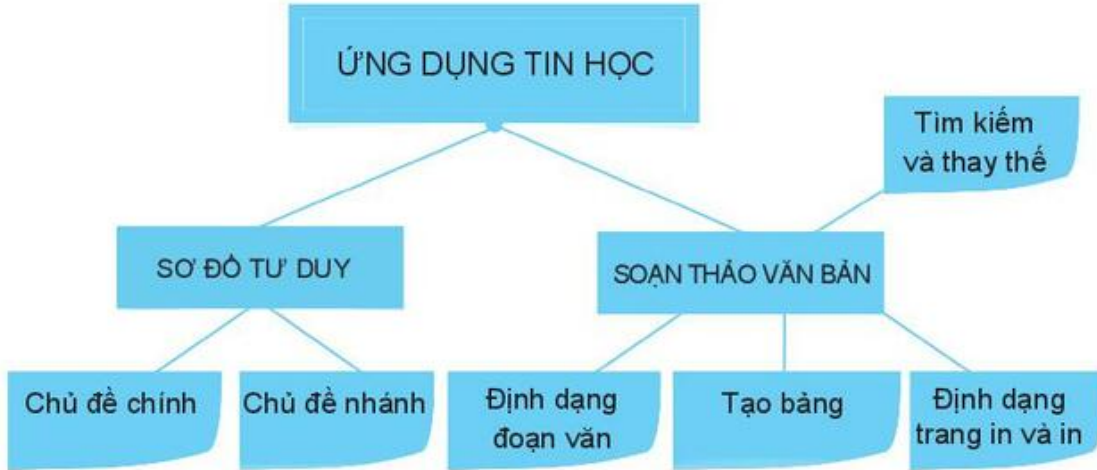 ỨNG DỤNG TIN HỌC
Tìm kiếm
và thay thế
SƠ ĐỒ TƯ DUY
SOẠN THẢO VĂN BẢN
Chủ đề chính
Chủ đề nhánh
Định dạng
đoạn văn
Tạo bảng
Định dạng
trang in và in